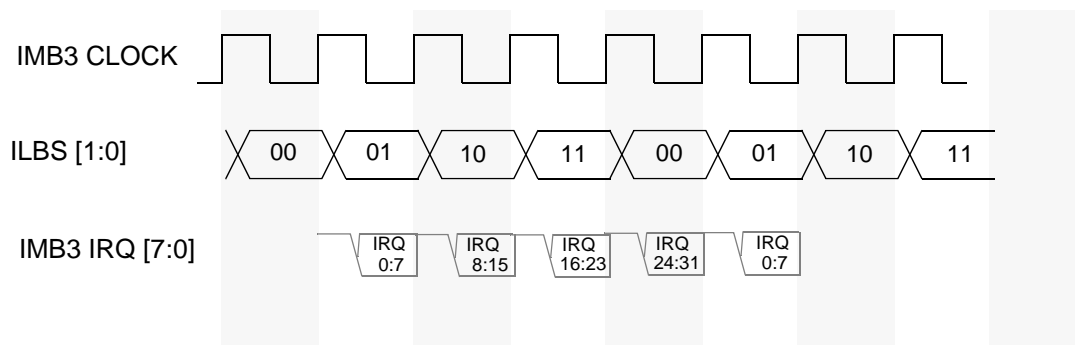 IMB3 CLOCK
ILBS [1:0]
00 01 10 11 00 01 10 11
IMB3 IRQ [7:0]
IRQ 0:7
IRQ 8:15
IRQ 16:23
IRQ 24:31
IRQ 0:7